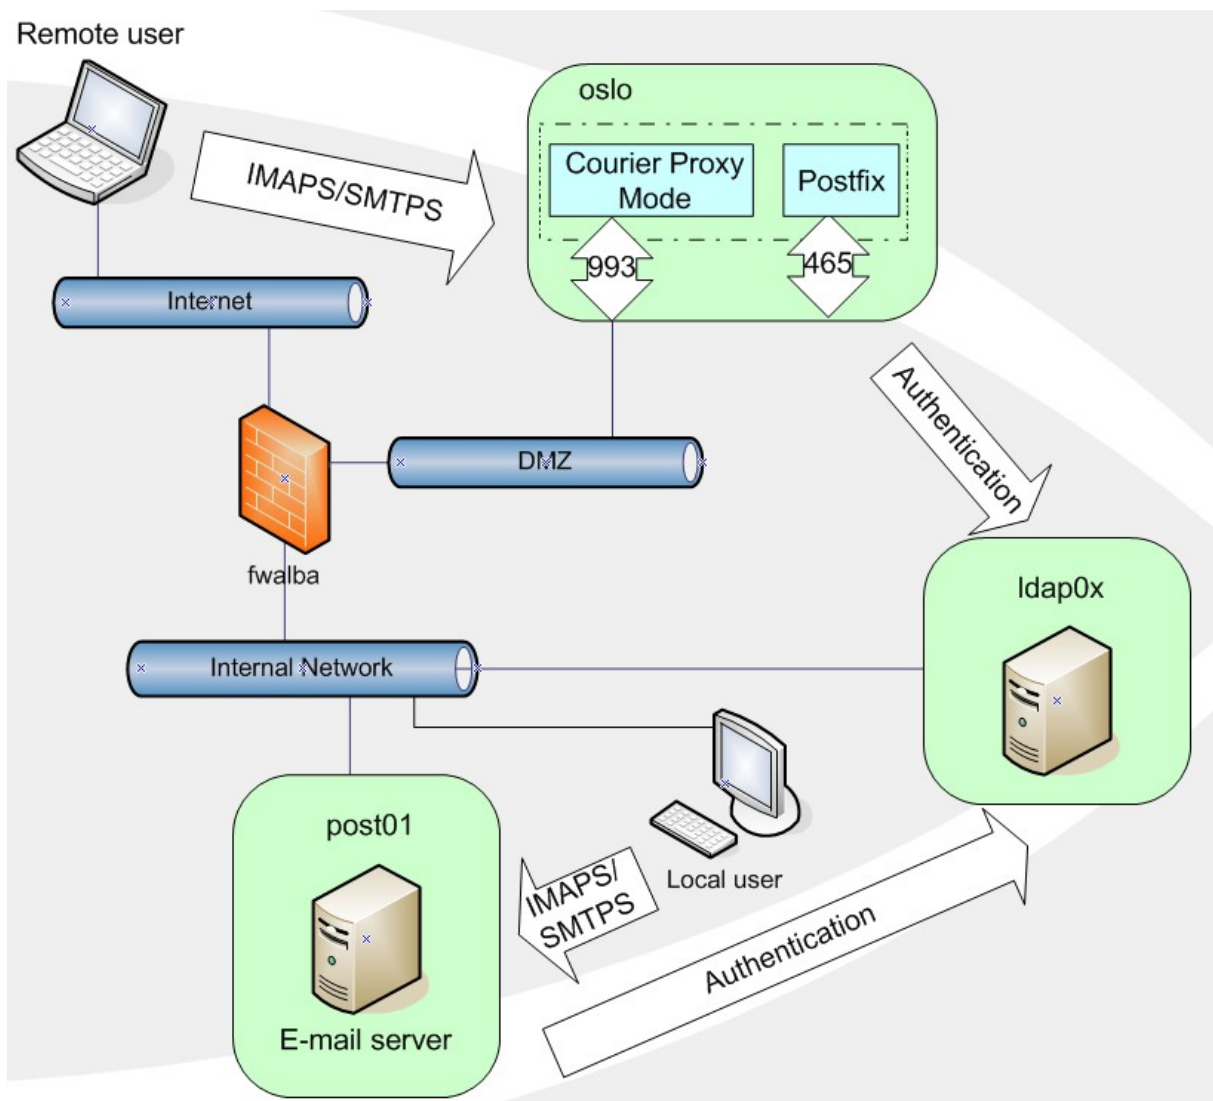 Remote user
oslo
Courier Proxy
Mode
Postfix
IMAPS/SMTPS
993
465
Internet
Authentication
DMZ
fwalba
ldap0x
Internal Network
post01
Local user
IMAPS/
SMTPS
Authentication
E-mail server